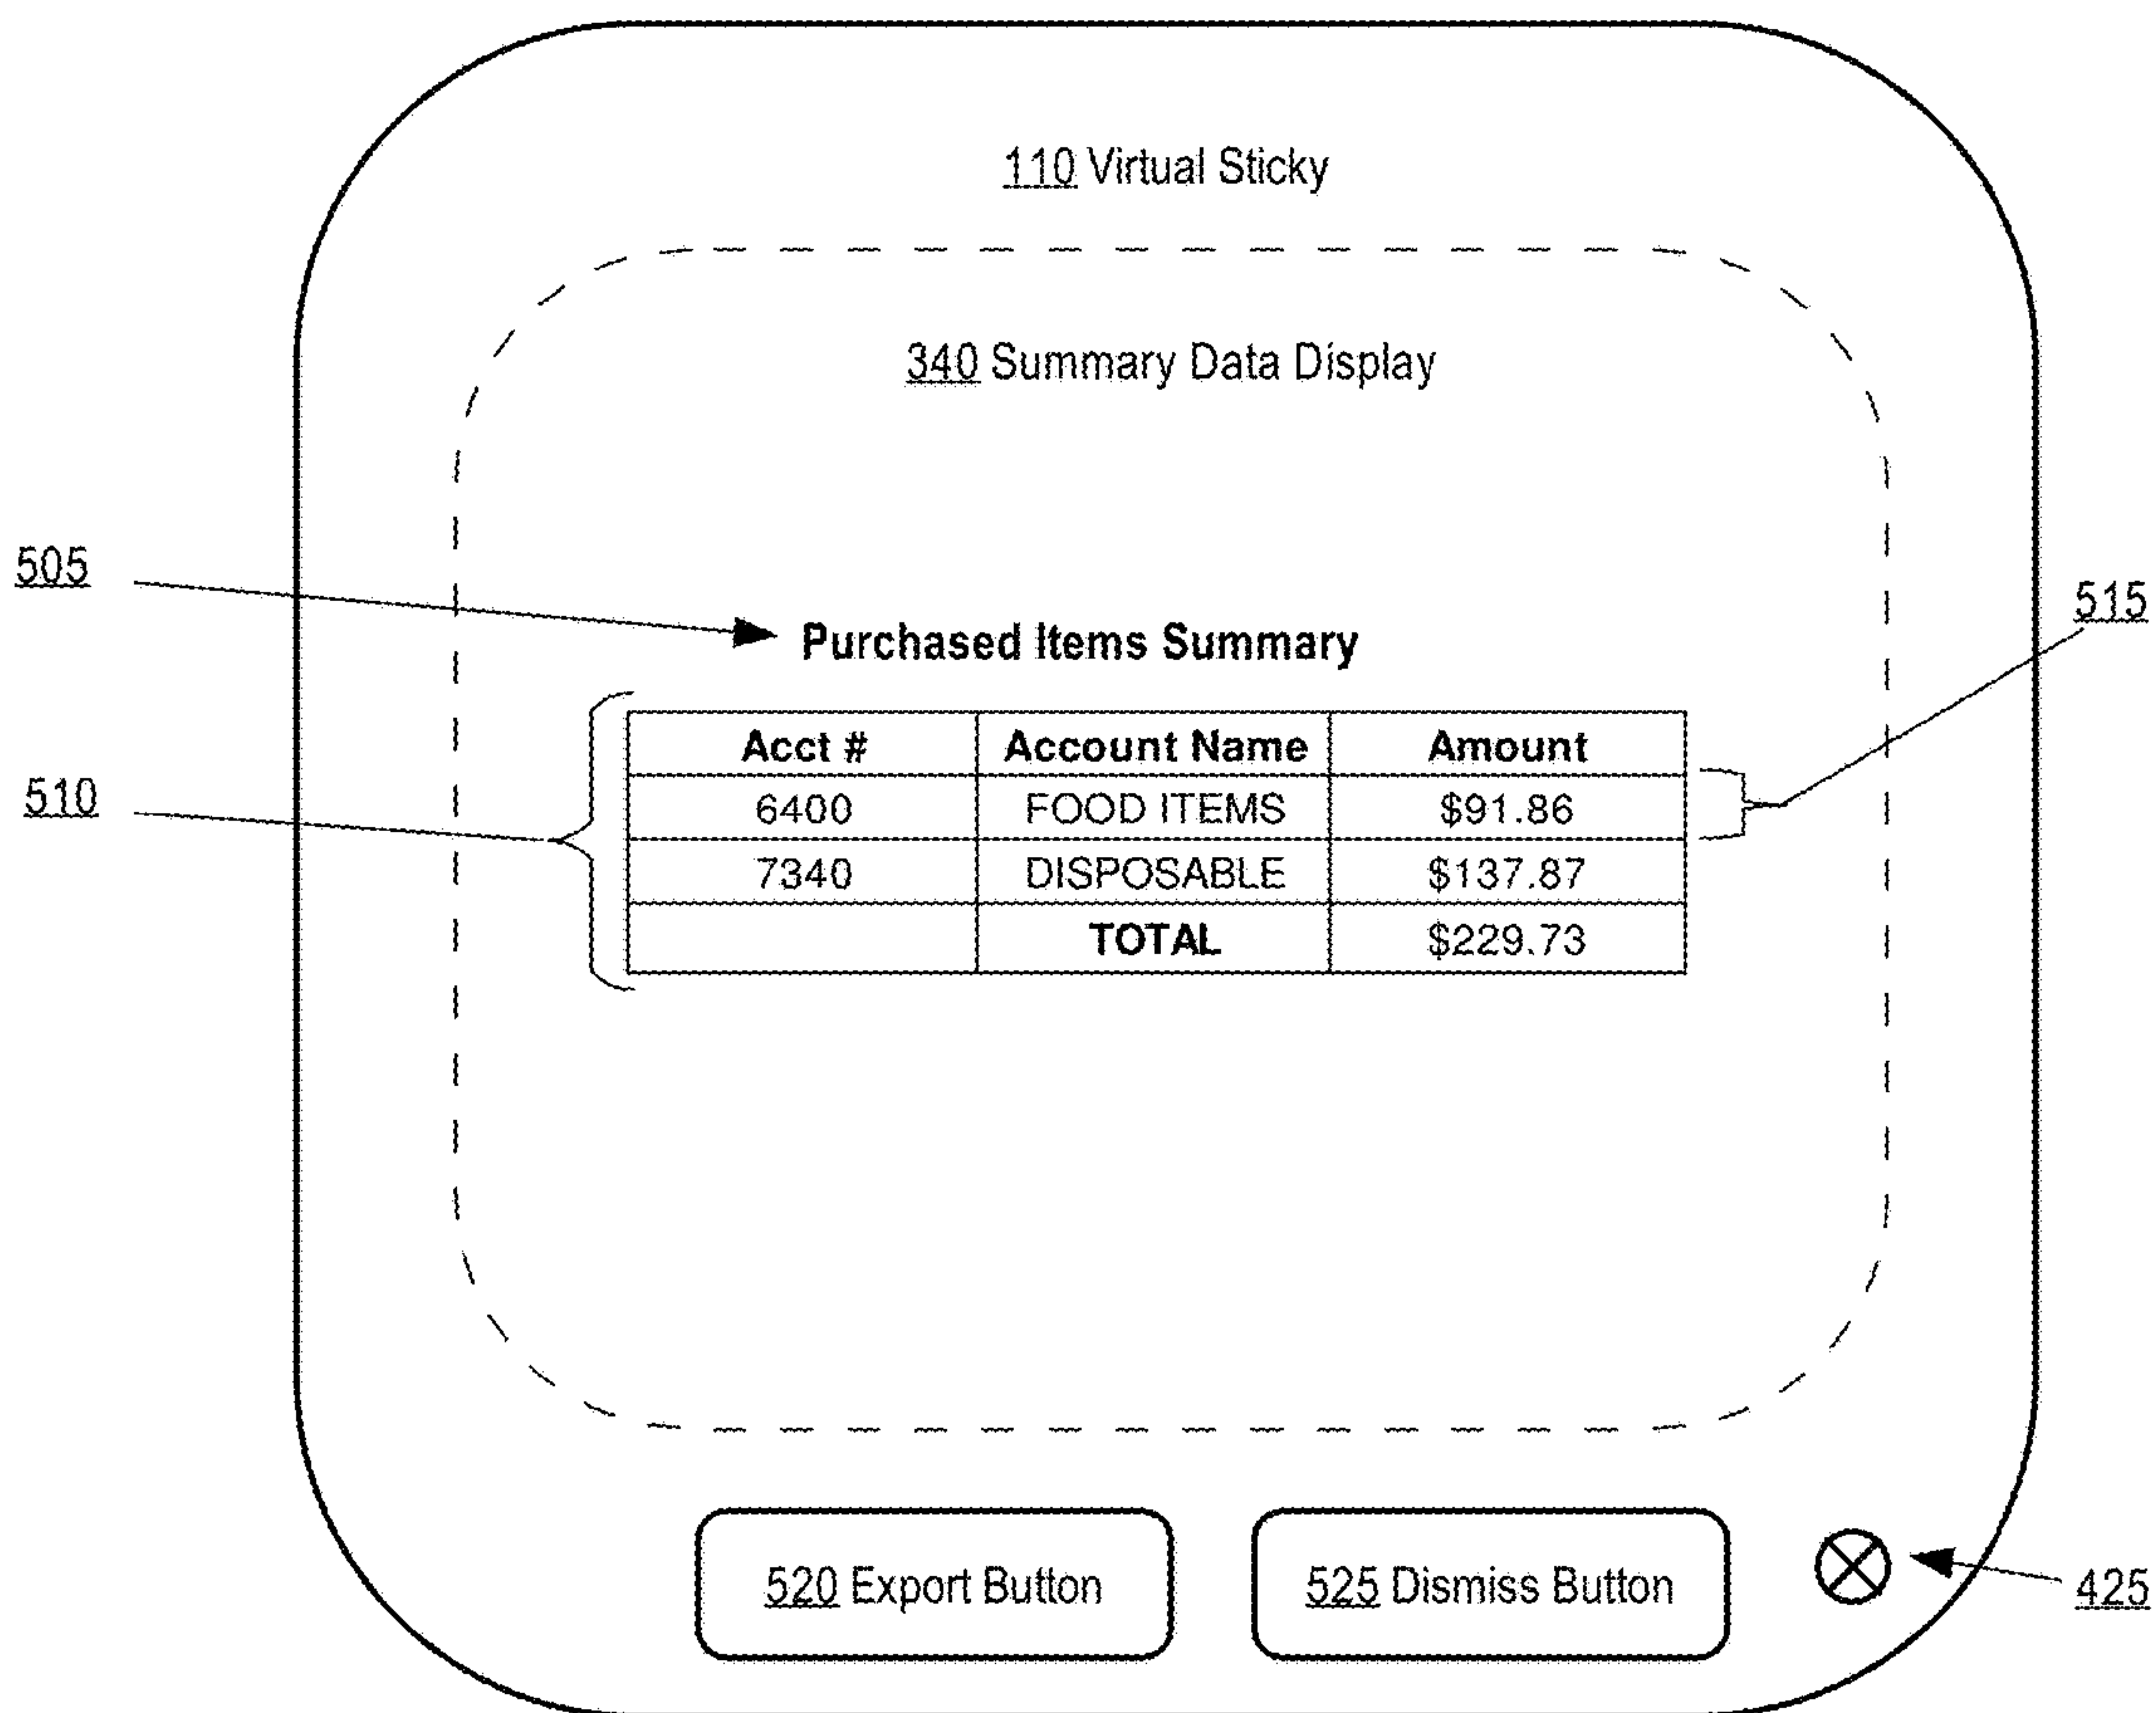 110 Virtual Sticky
340 Summary Data Display
505
515
Purchased Items Summary
510
Acct # Account Name Amount
6400 FOOD ITEMS $91.86
7340 DISPOSABLE $137.87
TOTAL $229.73
520 Export Button 525 Dismiss Button
425